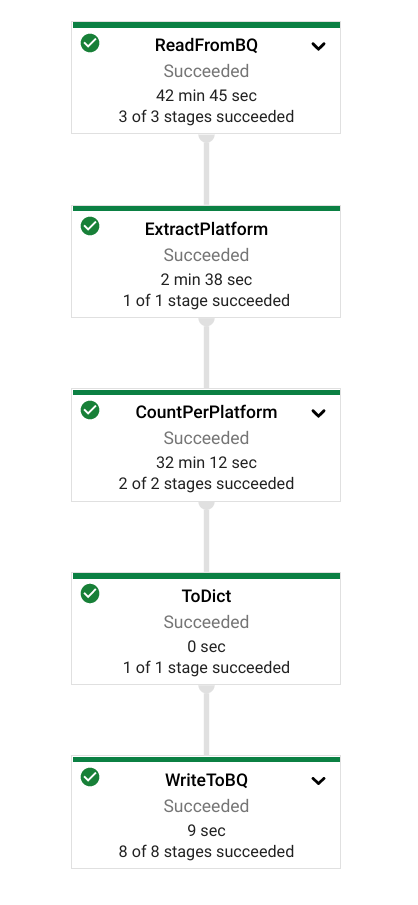 ReadFromBQ
Succeeded
42 min 45 sec
3 of 3 stages succeeded
ExtractPlatform
Succeeded
2 min 38 sec
1 of 1 stage succeeded
CountPerPlatform
Succeeded
32 min 12 sec
2 of 2 stages succeeded
ToDict
Succeeded
0 sec
1 of 1 stage succeeded
WriteToBQ
Succeeded
9 sec
8 of 8 stages succeeded